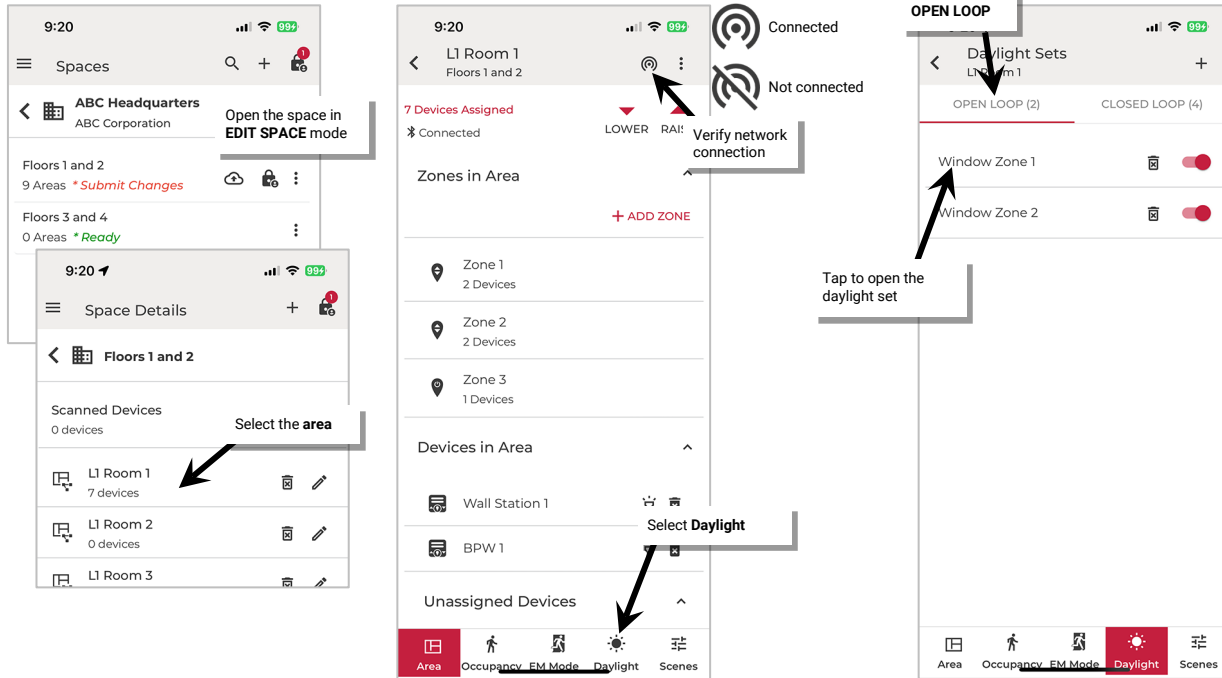 9:20
99+
Spaces
1
ABC Headquarters
ABC Corporation
Open the space in
EDIT SPACE mode
Floors 1 and 2
9 Areas * Submit Changes
Floors 3 and 4
0 Areas * Ready
9:20
99+
Space Details
1
Floors 1 and 2
Scanned Devices
0 devices
Select the area
L1 Room 1
7 devices
L1 Room 2
0 devices
L1 Room 3
9:20
99+
L1 Room 1
Floors 1 and 2
7 Devices Assigned
Connected
LOWER
Verify network
connection
Zones in Area
+ ADD ZONE
Zone 1
2 Devices
Zone 2
2 Devices
Zone 3
1 Devices
Devices in Area
Wall Station 1
Select Daylight
BPW 1
Unassigned Devices
Area Occupancy EM Mode Daylight Scenes
Connected
Not connected
OPEN LOOP
99+
Daylight Sets
L1 Room 1
OPEN LOOP (2) CLOSED LOOP (4)
Window Zone 1
Window Zone 2
Tap to open the
daylight set
Area Occupancy EM Mode Daylight Scenes